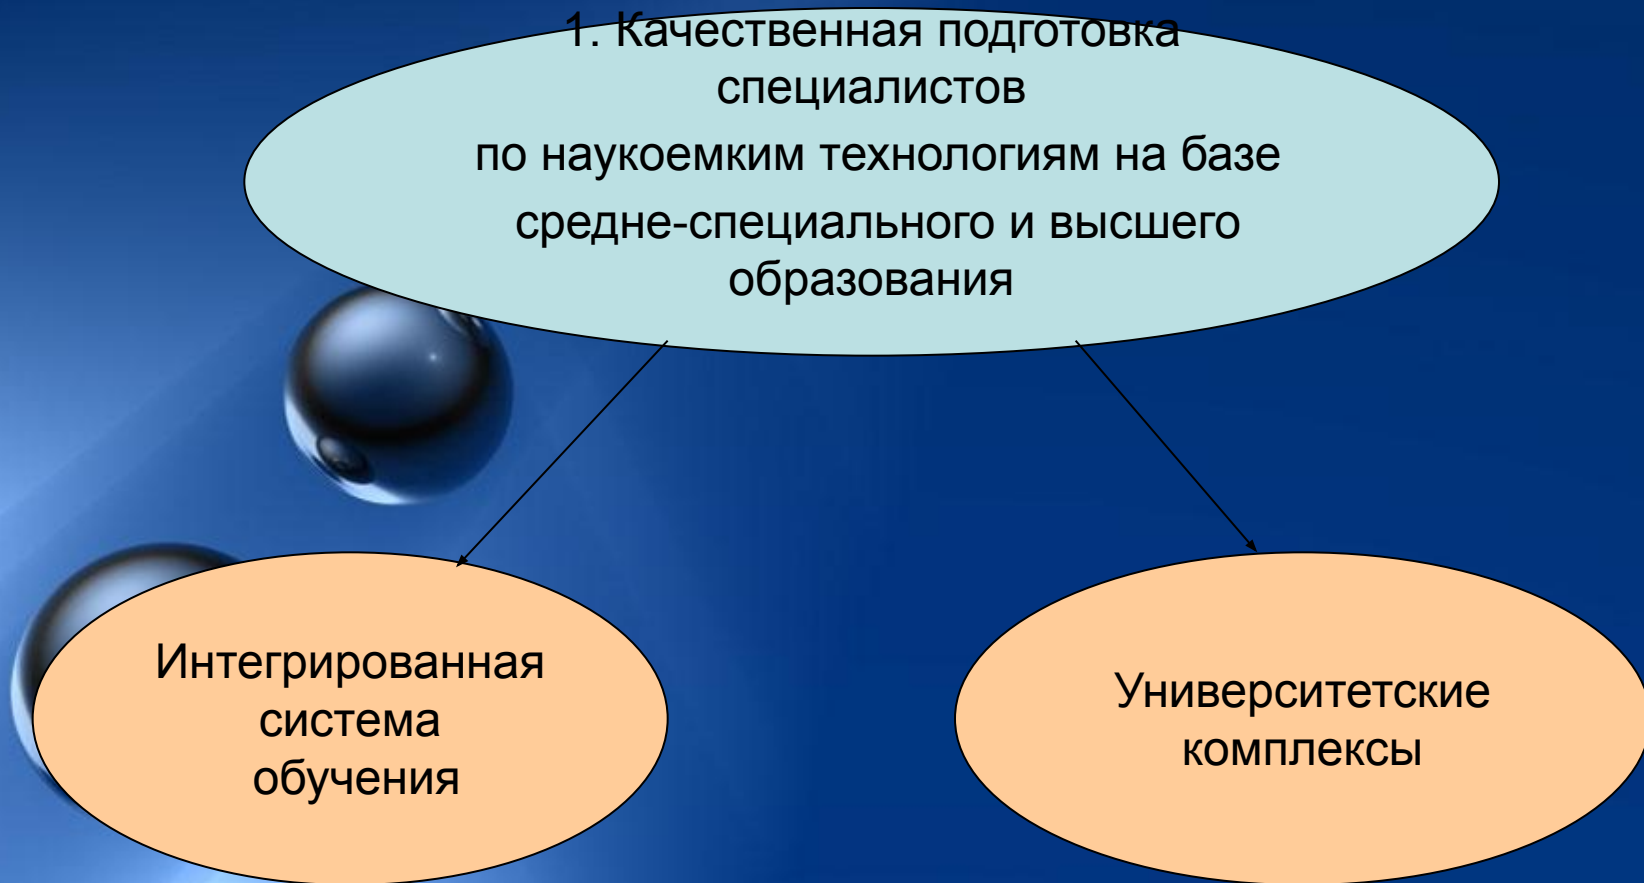 1. Качественная подготовка
специалистов
по наукоемким технологиям на базе
средне-специального и высшего
образования
Интегрированная
система
обучения
Университетские
комплексы